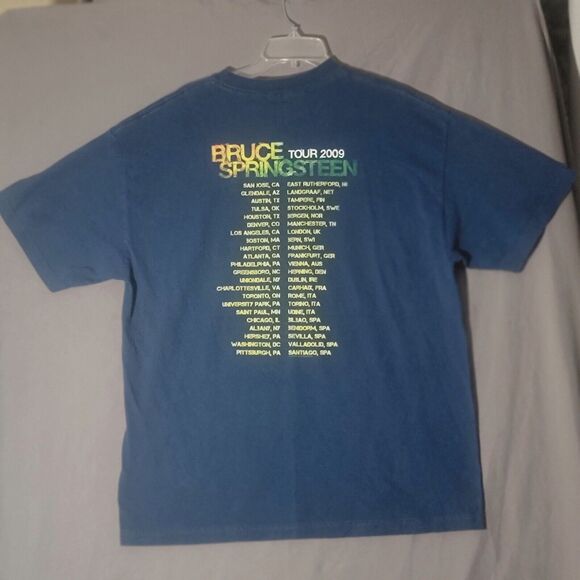 BRUCE TOUR 2009
SPRINGSTEEN
SAN JOSE, CA EAST RUTHERFORD, NJ
GLENDALE, AZ LANDGRAAF, NET
AUSTIN, TX TAMPERE, FIN
TULSA, OK STOCKHOLM, SWE
HOUSTON, TX BERGEN, NOR
DENVER, CO MANCHESTER, TN
LOS ANGELES, CA LONDON, UK
BOSTON, MA BERN, SWI
HARTFORD, CT MUNICH, GER
ATLANTA, GA FRANKFURT, GER
PHILADELPHIA, PA VIENNA, AUS
GREENSBORO, NC HERNING, DEN
UNIONDALE, NY DUBLIN, IRE
CHARLOTTESVILLE, VA CARHAIX, FRA
TORONTO, ON ROME, ITA
UNIVERSITY PARK, PA TORINO, ITA
SAINT PAUL, MN UDINE, ITA
CHICAGO, IL BILBAO, SPA
ALBANY, NY BENIDORM, SPA
HERSHEY, PA SEVILLA, SPA
WASHINGTON, DC VALLADOLID, SPA
PITTSBURGH, PA SANTIAGO, SPA